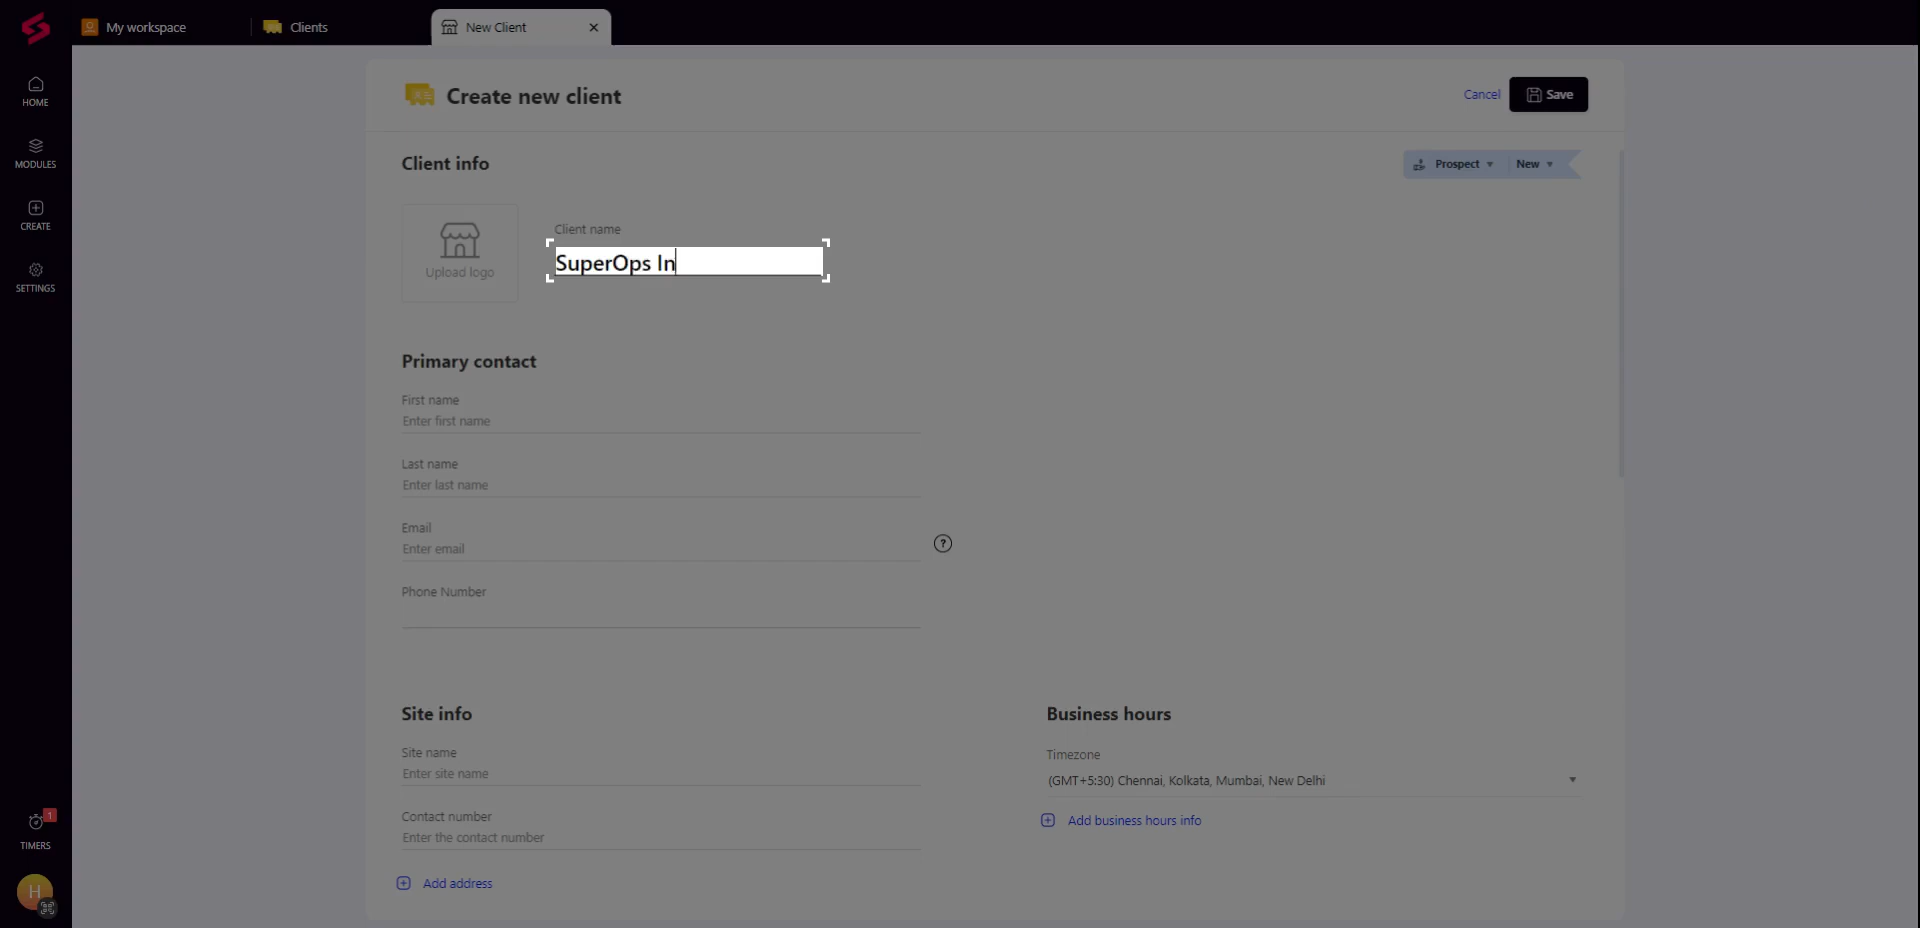 My workspace
Clients
New Client
HOME
MODULES
CREATE
SETTINGS
1
TIMERS
H
Create new client
Cancel
Save
Client info
Prospect
New
Upload logo
Client name
SuperOps In
Primary contact
First name
Enter first name
Last name
Enter last name
Email
Enter email
?
Phone Number
Site info
Site name
Enter site name
Contact number
Enter the contact number
Add address
Business hours
Timezone
(GMT+5:30) Chennai, Kolkata, Mumbai, New Delhi
Add business hours info